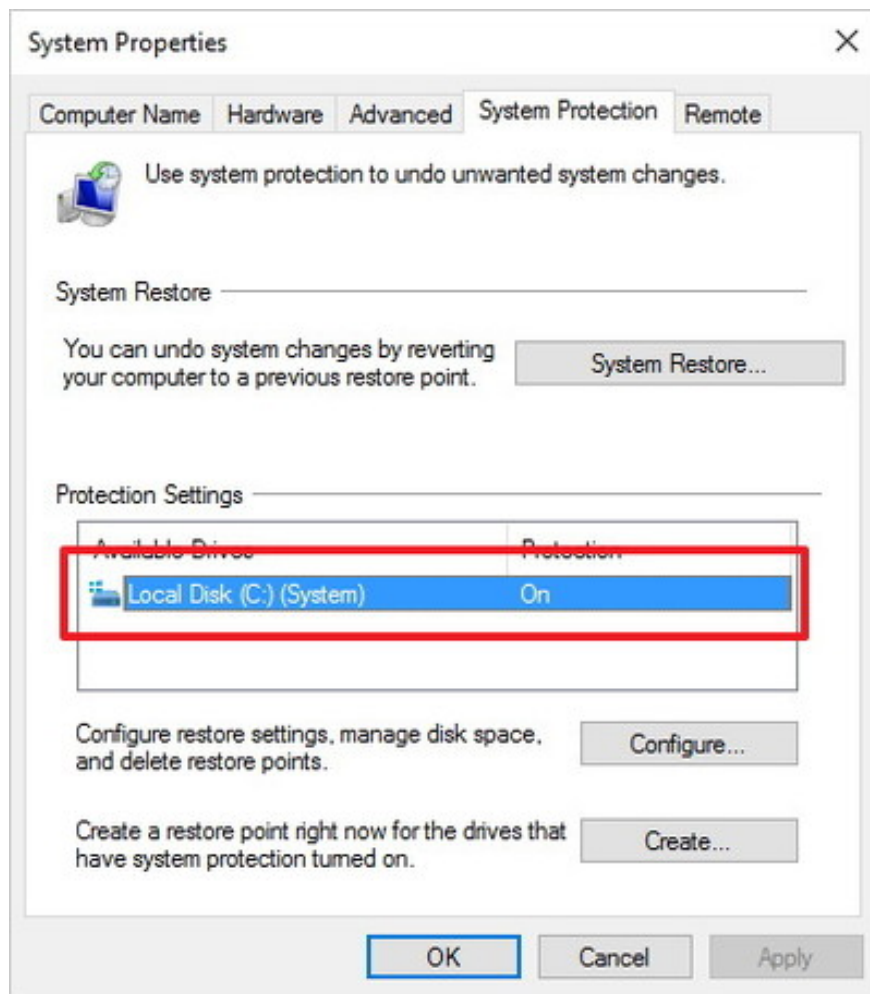 System Properties
Computer Name Hardware Advanced System Protection Remote
Use system protection to undo unwanted system changes.
System Restore
You can undo system changes by reverting
your computer to a previous restore point.
System Restore...
Protection Settings
Available Drives Protection
Local Disk (C:) (System) On
Configure restore settings, manage disk space,
and delete restore points.
Configure...
Create a restore point right now for the drives that
have system protection turned on.
Create...
OK Cancel Apply